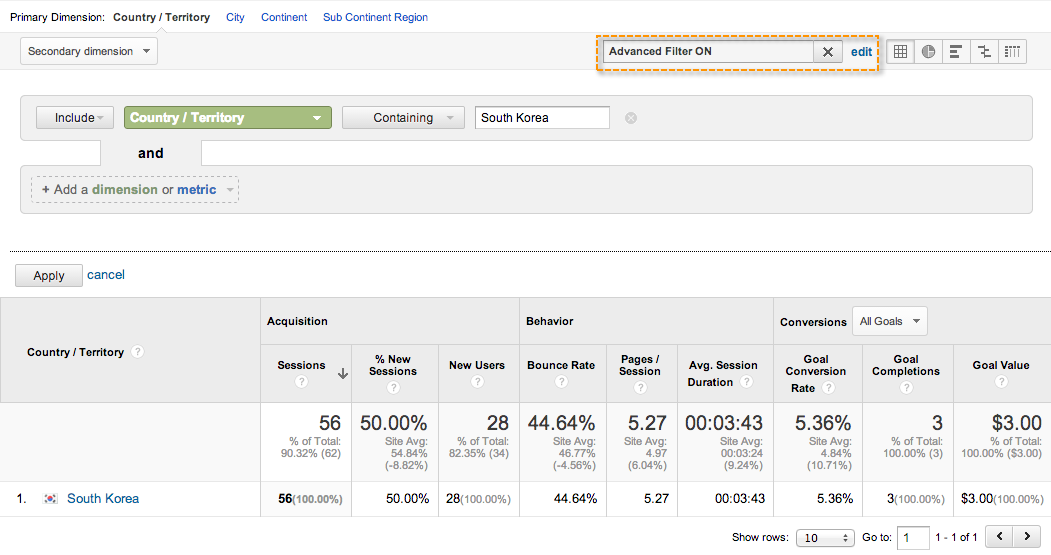 Primary Dimension: Country / Territory City Continent Sub Continent Region
Secondary dimension Advanced Filter ON edit
Include Country / Territory Containing South Korea
and
+ Add a dimension or metric
Apply cancel
Country / Territory ?
Acquisition Behavior Conversions All Goals
Sessions ?
% New
Sessions
?
New Users
?
Bounce Rate
?
Pages /
Session
?
Avg. Session
Duration ?
Goal
Conversion
Rate ?
Goal
Completions
?
Goal Value
?
56
% of Total:
90.32% (62)
50.00%
Site Avg:
54.84%
(-8.82%)
28
% of Total:
82.35% (34)
44.64%
Site Avg:
46.77%
(-4.56%)
5.27
Site Avg:
4.97
(6.04%)
00:03:43
Site Avg:
00:03:24
(9.24%)
5.36%
Site Avg:
4.84%
(10.71%)
3
% of Total:
100.00% (3)
$3.00
% of Total:
100.00% ($3.00)
1. South Korea 56(100.00%) 50.00% 28(100.00%) 44.64% 5.27 00:03:43 5.36% 3(100.00%) $3.00(100.00%)
Show rows: 10 Go to: 1 1 - 1 of 1